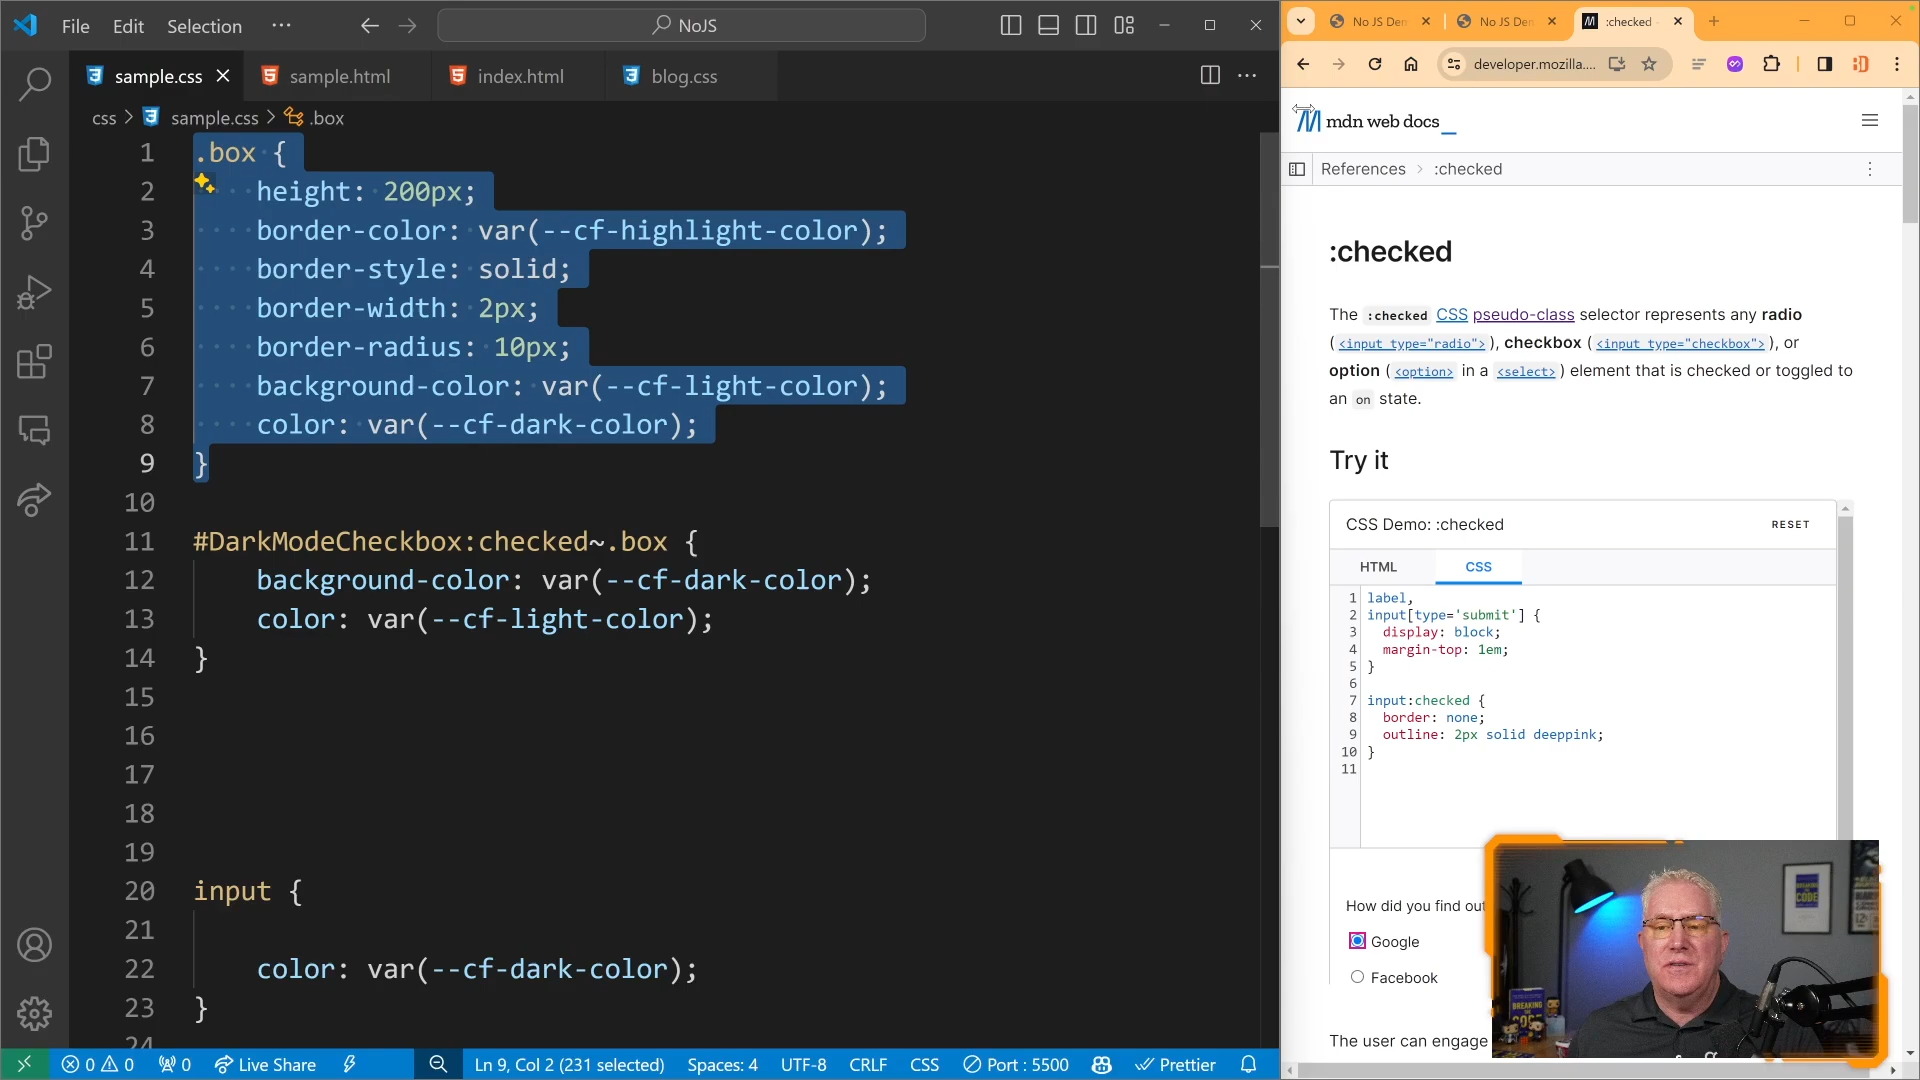 File Edit Selection ··· NoJS
sample.css sample.html index.html blog.css
css > sample.css > .box
1 .box {
2 height: 200px;
3 border-color: var(--cf-highlight-color);
4 border-style: solid;
5 border-width: 2px;
6 border-radius: 10px;
7 background-color: var(--cf-light-color);
8 color: var(--cf-dark-color);
9 }
10
11 #DarkModeCheckbox:checked~.box {
12 background-color: var(--cf-dark-color);
13 color: var(--cf-light-color);
14 }
15
16
17
18
19
20 input {
21
22 color: var(--cf-dark-color);
23 }
24
0 0 0 Live Share Ln 9, Col 2 (231 selected) Spaces: 4 UTF-8 CRLF CSS Port : 5500 Prettier
No JS Den No JS Den :checked
developer.mozilla....
mdn web docs_
References > :checked
:checked
The :checked CSS pseudo-class selector represents any radio
(<input type="radio">), checkbox (<input type="checkbox">), or
option (<option> in a <select>) element that is checked or toggled to
an on state.
Try it
CSS Demo: :checked RESET
HTML CSS
1 label,
2 input[type='submit'] {
3 display: block;
4 margin-top: 1em;
5 }
6
7 input:checked {
8 border: none;
9 outline: 2px solid deeppink;
10 }
11
How did you find out
Google
Facebook
The user can engage
BREAKING
CODE
BREAKING